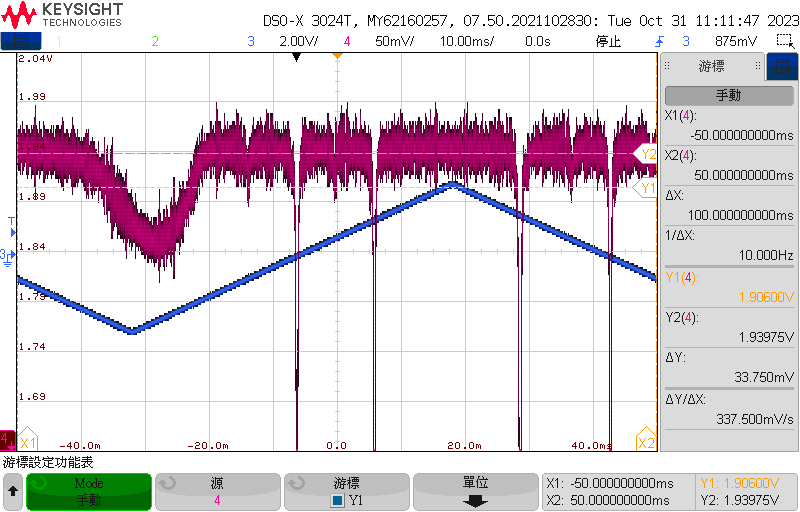 KEYSIGHT
TECHNOLOGIES
DSO-X 3024T, MY62160257, 07.50.2021102830: Tue Oct 31 11:11:47 2023
1 2 3 2.00V/ 4 50mV/ 10.00ms/ 0.0s 停止 3 875mV
2.04V
1.99
1.94
1.89
1.84
1.79
1.74
1.69
T
3
4
Y2
Y1
X1
X2
-40.0ms
-20.0ms
0.0
20.0ms
40.0ms
游標
手動
X1(4):
-50.000000000ms
X2(4):
50.000000000ms
ΔX:
100.000000000ms
1/ΔX:
10.000Hz
Y1(4):
1.90600V
Y2(4):
1.93975V
ΔY:
33.750mV
ΔY/ΔX:
337.500mV/s
游標設定功能表
Mode
手動
源
4
游標
Y1
單位
X1: -50.000000000ms
X2: 50.000000000ms
Y1: 1.90600V
Y2: 1.93975V